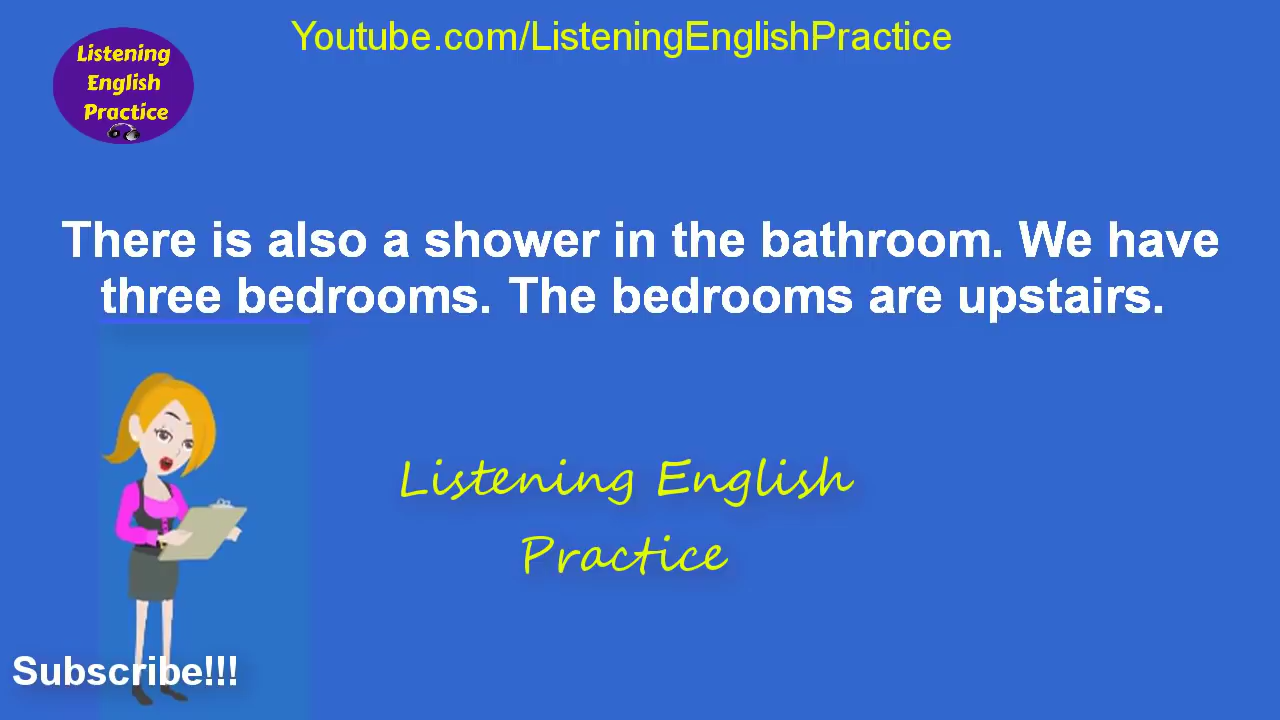 Youtube.com/ListeningEnglishPractice
Listening
English
Practice
There is also a shower in the bathroom. We have
three bedrooms. The bedrooms are upstairs.
Listening English
Practice
Subscribe!!!